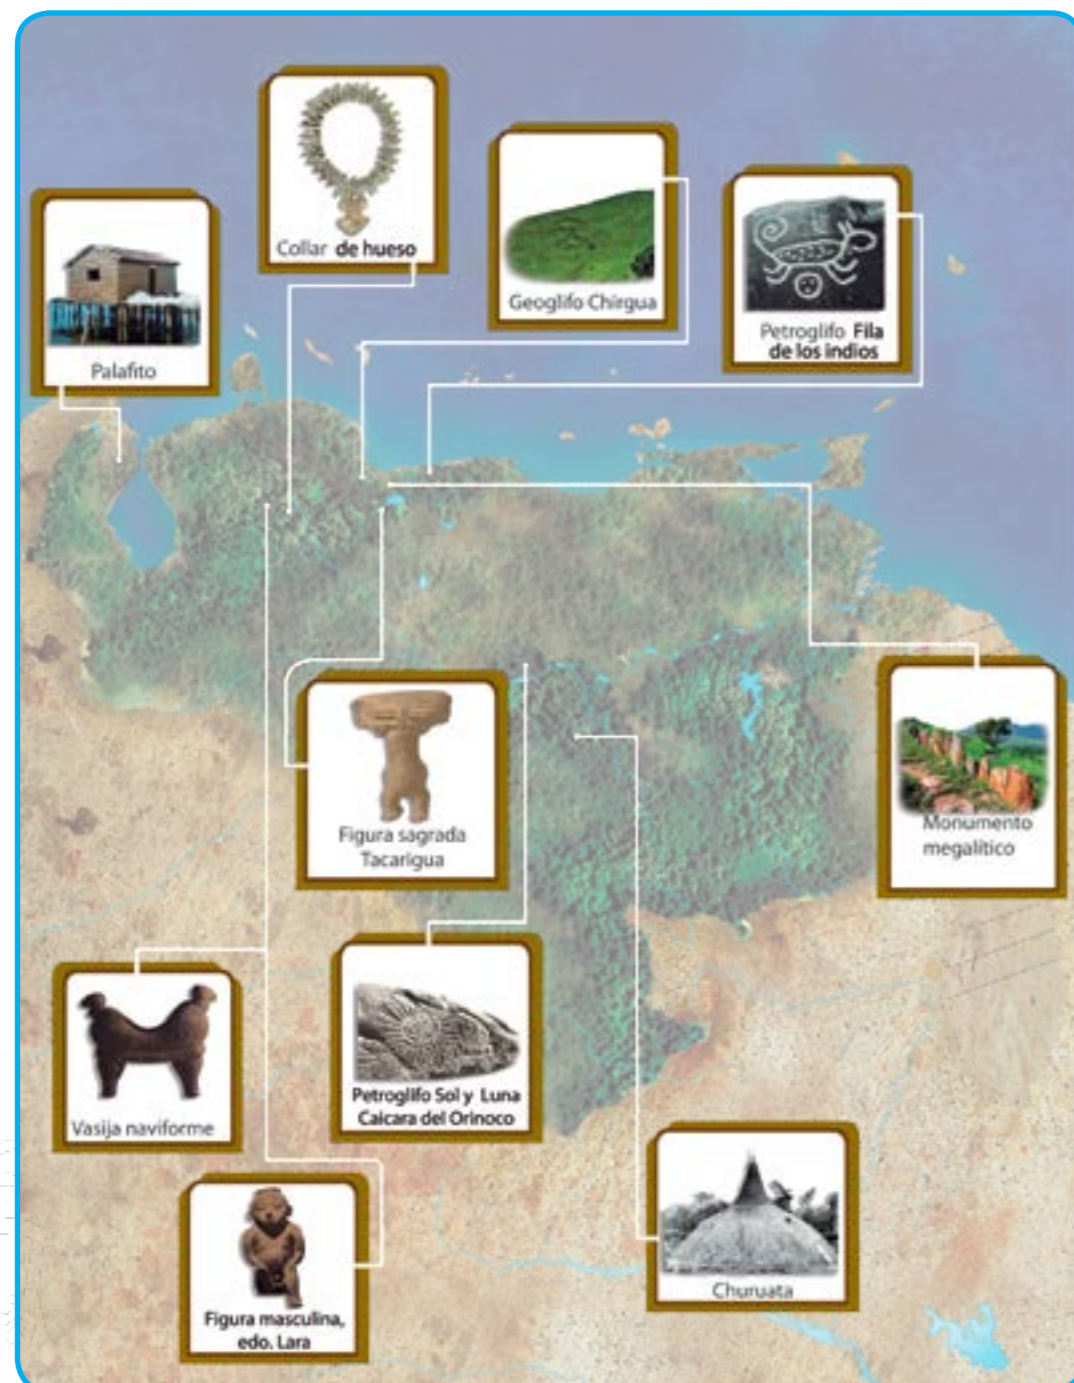 Collar de hueso
Geoglifo Chirgua
Petroglifo Fila
de los indios
Palafito
Figura sagrada
Tacarigua
Monumento
megalítico
Vasija naviforme
Petroglifo Sol y Luna
Caicara del Orinoco
Figura masculina,
edo. Lara
Churuata